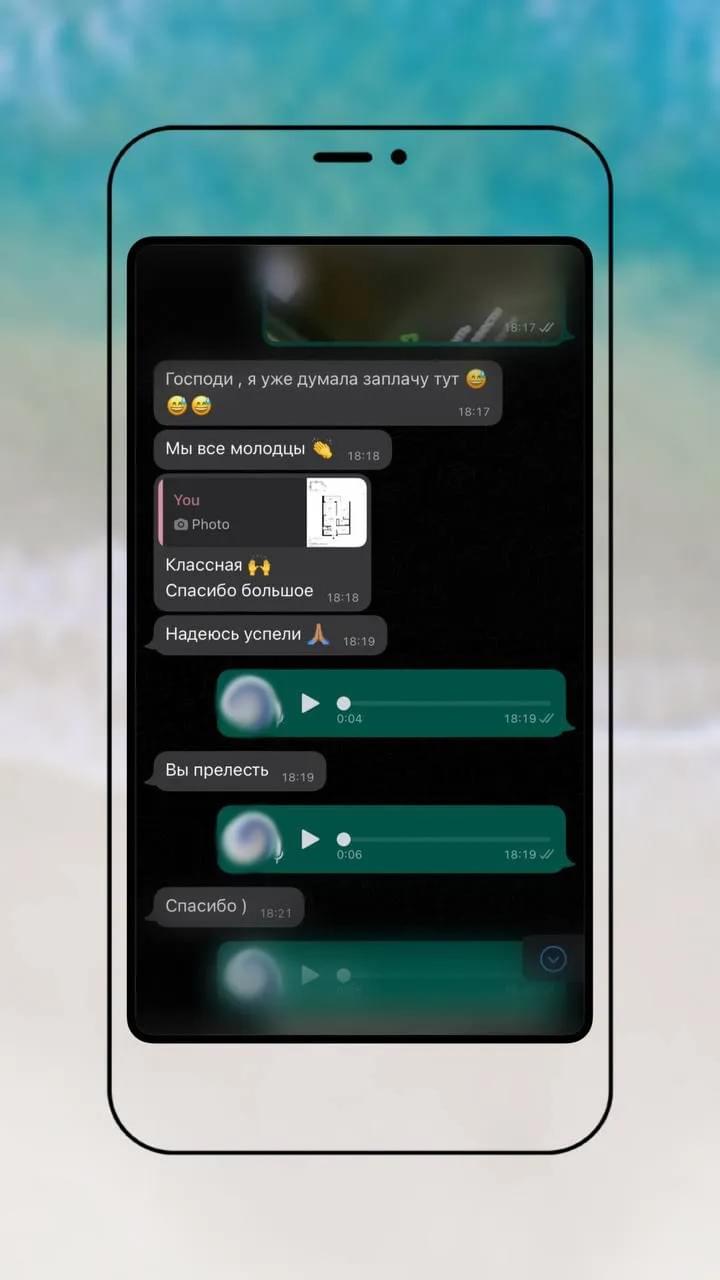 18:17
Господи , я уже думала заплачу тут 😅
😅😅
18:17
Мы все молодцы 👏 18:18
You
Photo
Классная 🙌
Спасибо большое 18:18
Надеюсь успели 🙏🏽 18:19
0:04 18:19
Вы прелесть 18:19
0:06 18:19
Спасибо ) 18:21